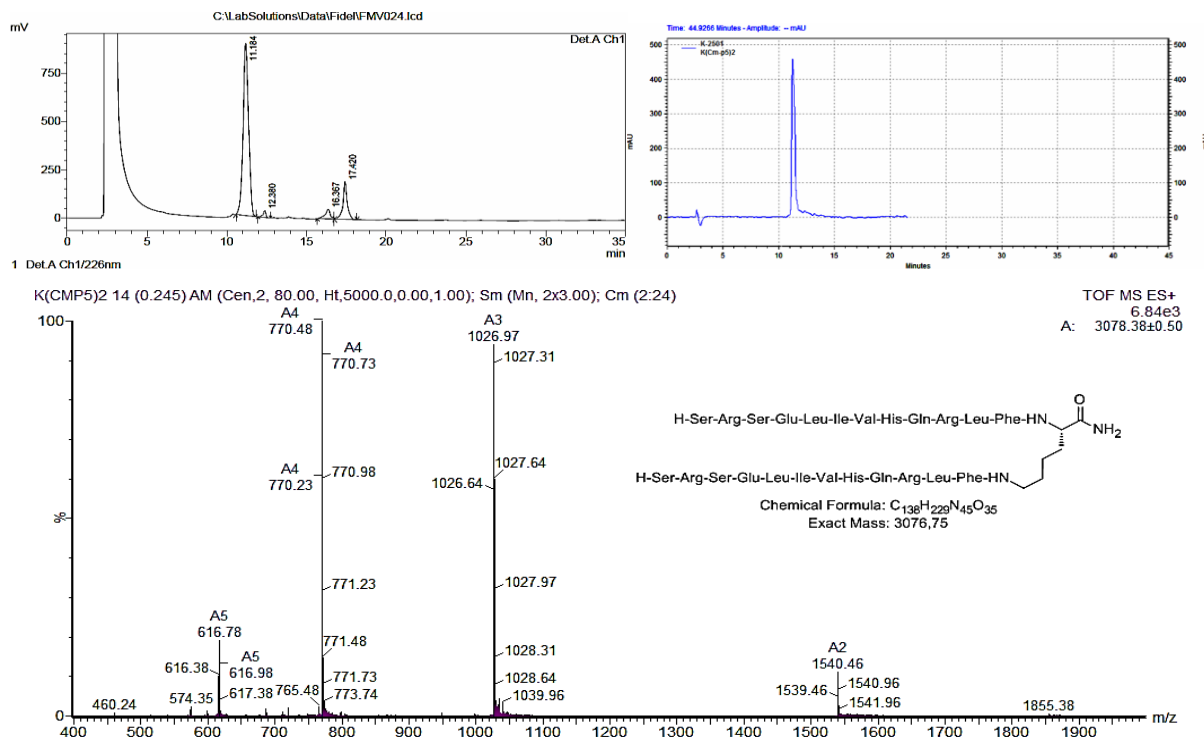 C:\LabSolutions\Data\Fidel\FMV024.lcd
mV
Det.A Ch1
750
500
250
0
11.184
12.380
16.367
17.420
0 5 10 15 20 25 30 35
min
1 Det.A Ch1/226nm
Time: 44.9266 Minutes - Amplitude: -- mAU
K-2501
K(Cm-p5)2
500 500
400 400
300 300
200 200
100 100
0 0
mAU
mAU
0 5 10 15 20 25 30 35 40 45
Minutes
K(CMP5)2 14 (0.245) AM (Cen,2, 80.00, Ht,5000.0,0.00,1.00); Sm (Mn, 2x3.00); Cm (2:24)
TOF MS ES+
6.84e3
A: 3078.38±0.50
100
%
0
A4
770.48
A4
770.73
A4
770.23
770.98
771.23
771.48
771.73
773.74
765.48
A5
616.78
A5
616.98
616.38
617.38
574.35
460.24
A3
1026.97
1027.31
1027.64
1026.64
1027.97
1028.31
1028.64
1039.96
A2
1540.46
1539.46
1540.96
1541.96
1855.38
H-Ser-Arg-Ser-Glu-Leu-Ile-Val-His-Gln-Arg-Leu-Phe-HN
O
NH2
H-Ser-Arg-Ser-Glu-Leu-Ile-Val-His-Gln-Arg-Leu-Phe-HN
Chemical Formula: C138H229N45O35
Exact Mass: 3076,75
400 500 600 700 800 900 1000 1100 1200 1300 1400 1500 1600 1700 1800 1900
m/z